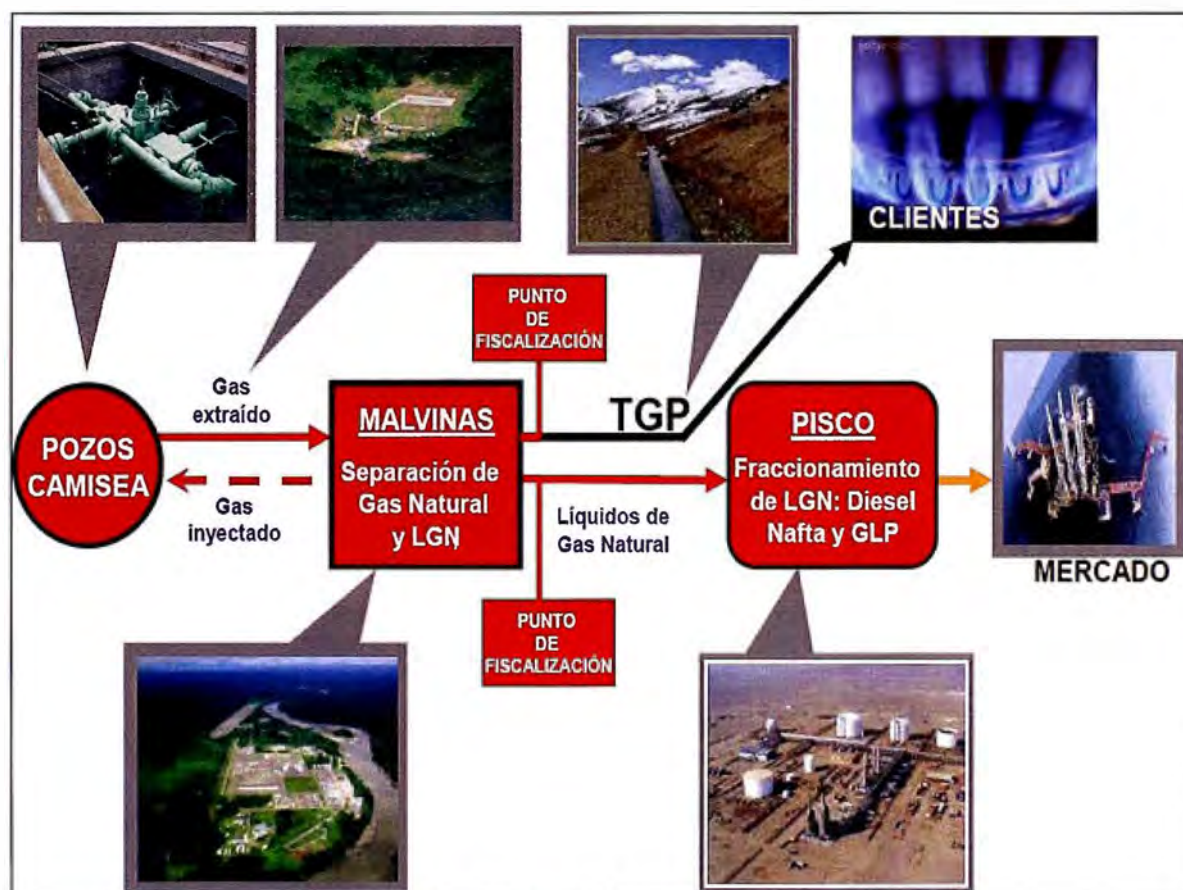 CLIENTES
PUNTO
DE
FISCALIZACIÓN
Gas
extraído
TGP
POZOS
CAMISEA
MALVINAS
Separación de
Gas Natural
y LGN
PISCO
Fraccionamiento
de LGN: Diesel
Nafta y GLP
Gas
inyectado
Líquidos de
Gas Natural
MERCADO
PUNTO
DE
FISCALIZACIÓN